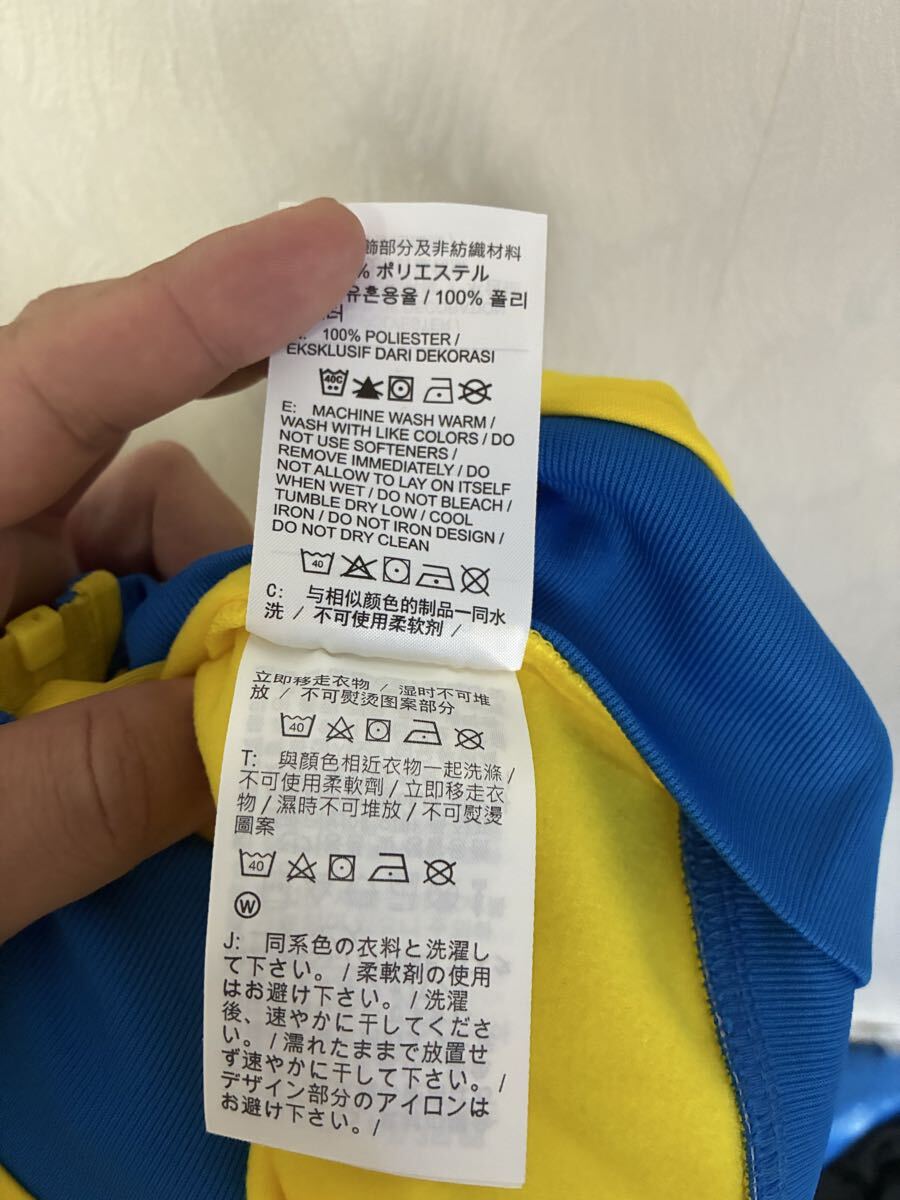 飾部分及非紡織材料
% ポリエステル
유혼용율 / 100% 폴리
터
100% POLIESTER /
EKSKLUSIF DARI DEKORASI
40C
E: MACHINE WASH WARM /
WASH WITH LIKE COLORS / DO
NOT USE SOFTENERS /
REMOVE IMMEDIATELY / DO
NOT ALLOW TO LAY ON ITSELF
WHEN WET / DO NOT BLEACH /
TUMBLE DRY LOW / COOL
IRON / DO NOT IRON DESIGN /
DO NOT DRY CLEAN
40
C: 与相似颜色的制品一同水
洗 / 不可使用柔软剂 /
立即移走衣物 / 湿时不可堆
放 / 不可熨烫图案部分
40
T: 與顏色相近衣物一起洗滌 /
不可使用柔軟劑 / 立即移走衣
物 / 濕時不可堆放 / 不可熨燙
圖案
40
W
J: 同系色の衣料と洗濯し
て下さい。 / 柔軟剤の使用
はお避け下さい。 / 洗濯
後、速やかに干してくださ
い。 / 濡れたままで放置せ
ず速やかに干して下さい。 /
デザイン部分のアイロンは
お避け下さい。 /